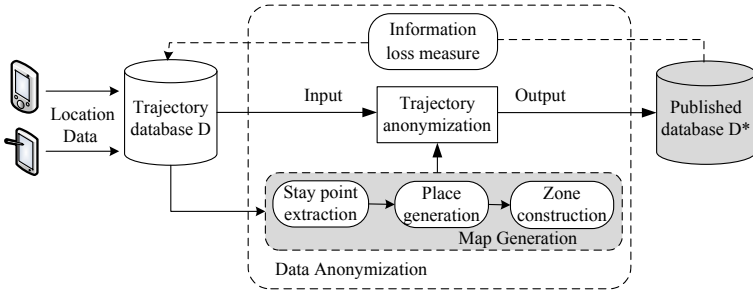 Information
loss measure
Location
Data
Trajectory
database D
Input
Trajectory
anonymization
Output
Published
database D*
Stay point
extraction
Place
generation
Zone
construction
Map Generation
Data Anonymization